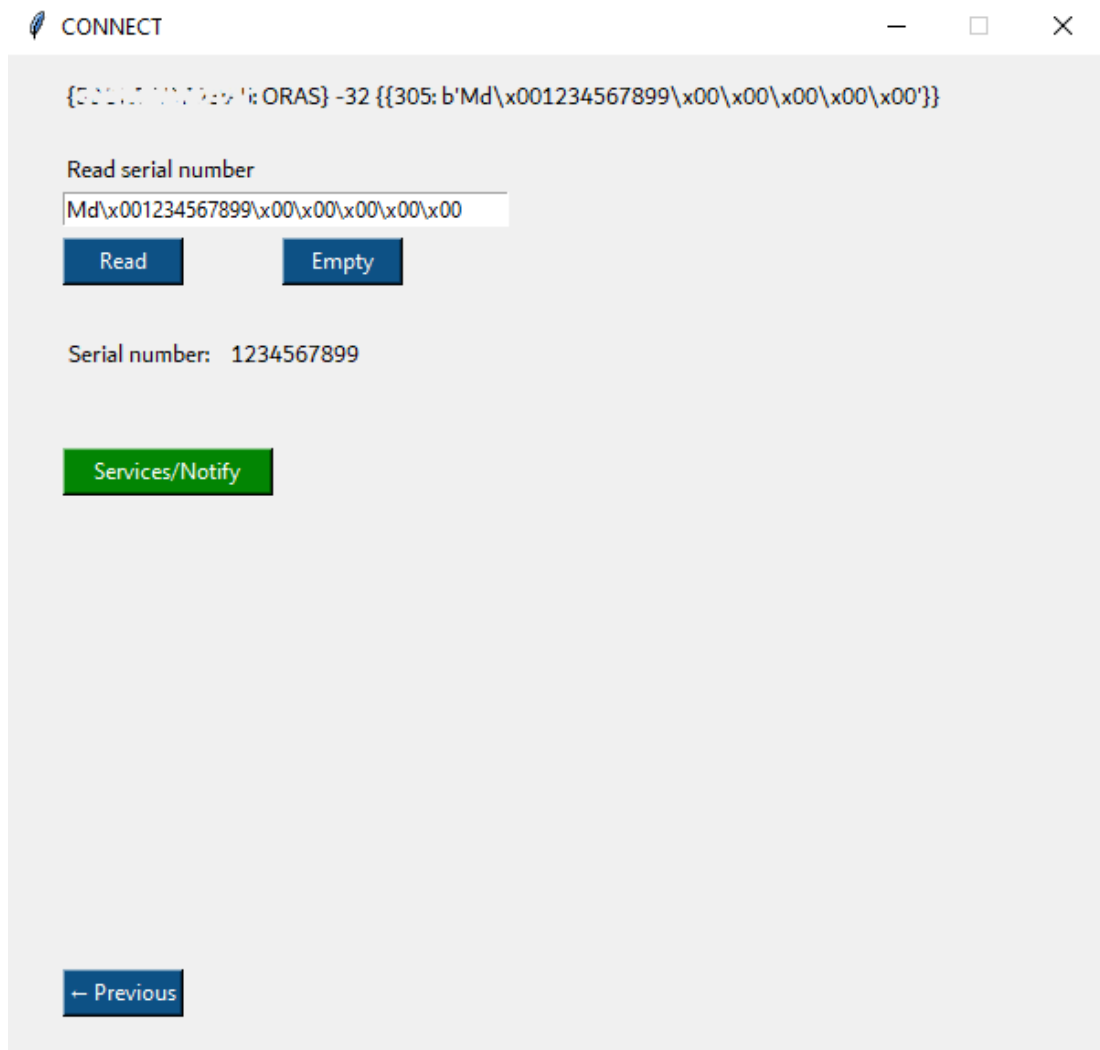 CONNECT
ORAS} -32 {{305: b'Md\x001234567899\x00\x00\x00\x00\x00'}}
Read serial number
Md\x001234567899\x00\x00\x00\x00\x00
Read Empty
Serial number: 1234567899
Services/Notify
← Previous